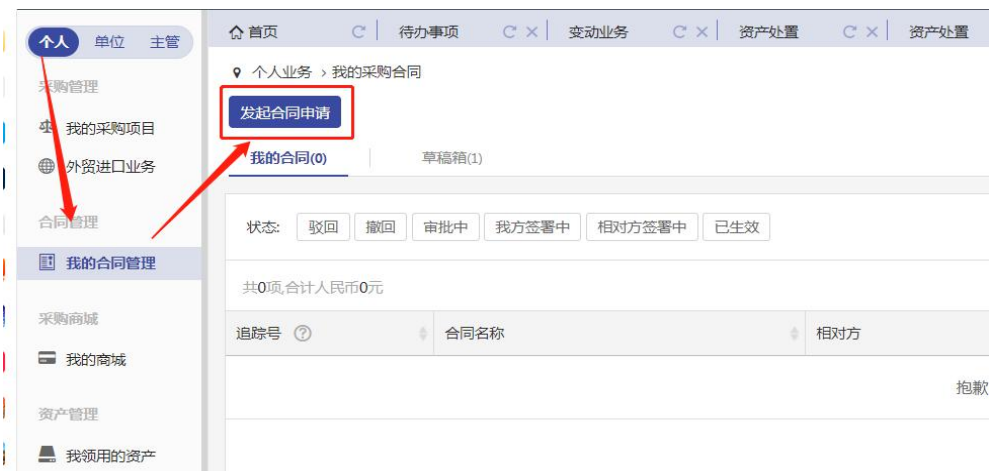 个人 单位 主管
首页 待办事项 变动业务 资产处置 资产处置
个人业务 › 我的采购合同
采购管理
发起合同申请
我的采购项目
我的合同(0) 草稿箱(1)
外贸进口业务
合同管理
状态: 驳回 撤回 审批中 我方签署中 相对方签署中 已生效
我的合同管理
共0项,合计人民币0元
采购商城
追踪号 ? 合同名称 相对方
我的商城
抱歉
资产管理
我领用的资产